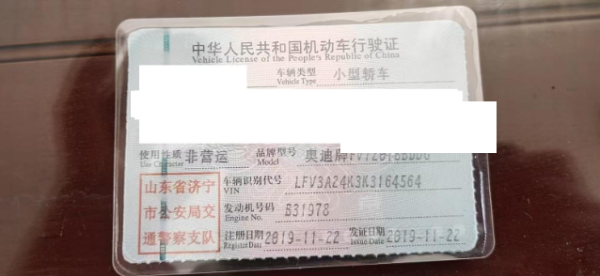 中华人民共和国机动车行驶证
Vehicle License of the People's Republic of China
车辆类型 小型轿车
Vehicle Type
使用性质 非营运 品牌型号 奥迪牌
Use Character Model
车辆识别代号 LFV3A24K3K3164564
VIN
发动机号码 B31978
Engine No.
注册日期 2019-11-22 发证日期 2019-11-22
Register Date Issue Date
山东省济宁
市公安局交
通警察支队